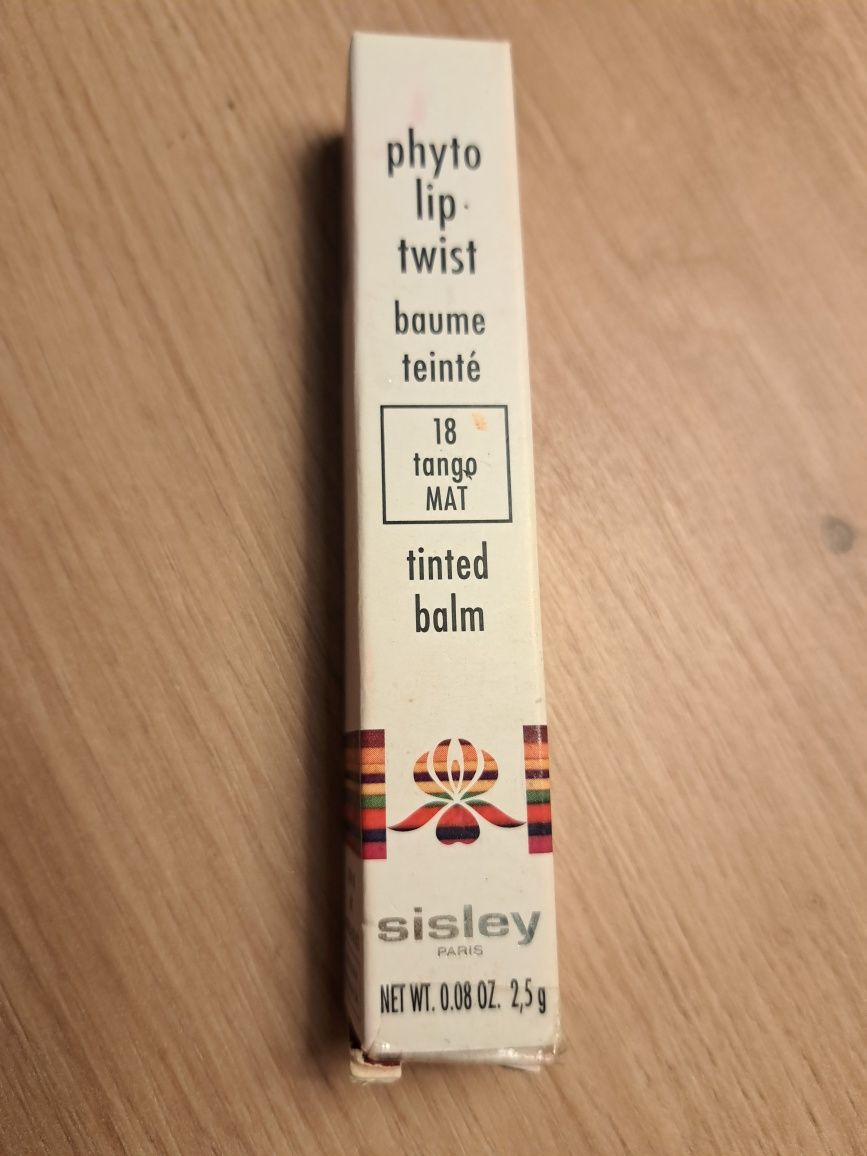 phyto
lip
twist
baume
teinté
18
tango
MAT
tinted
balm
sisley
PARIS
NET WT. 0.08 OZ. 2,5 g